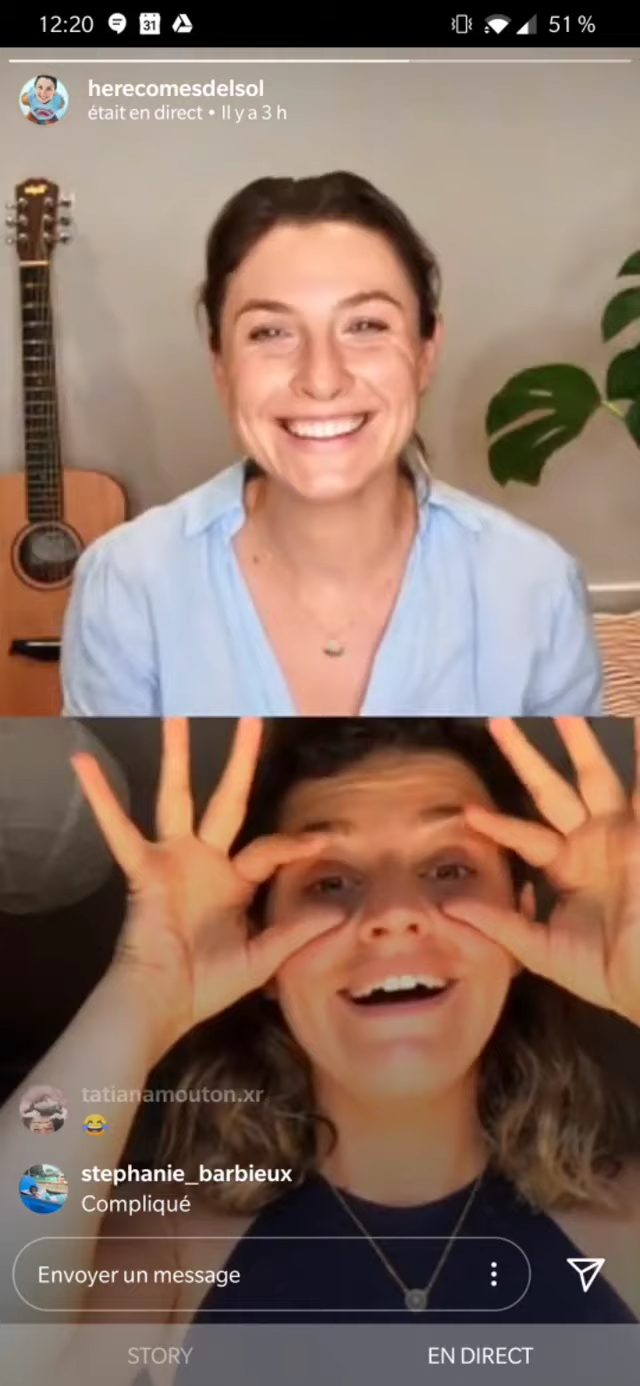 12:20
31
51 %
herecomesdelsol
était en direct • Il y a 3 h
tatianamouton.xr
😂
stephanie_barbieux
Compliqué
Envoyer un message
STORY
EN DIRECT